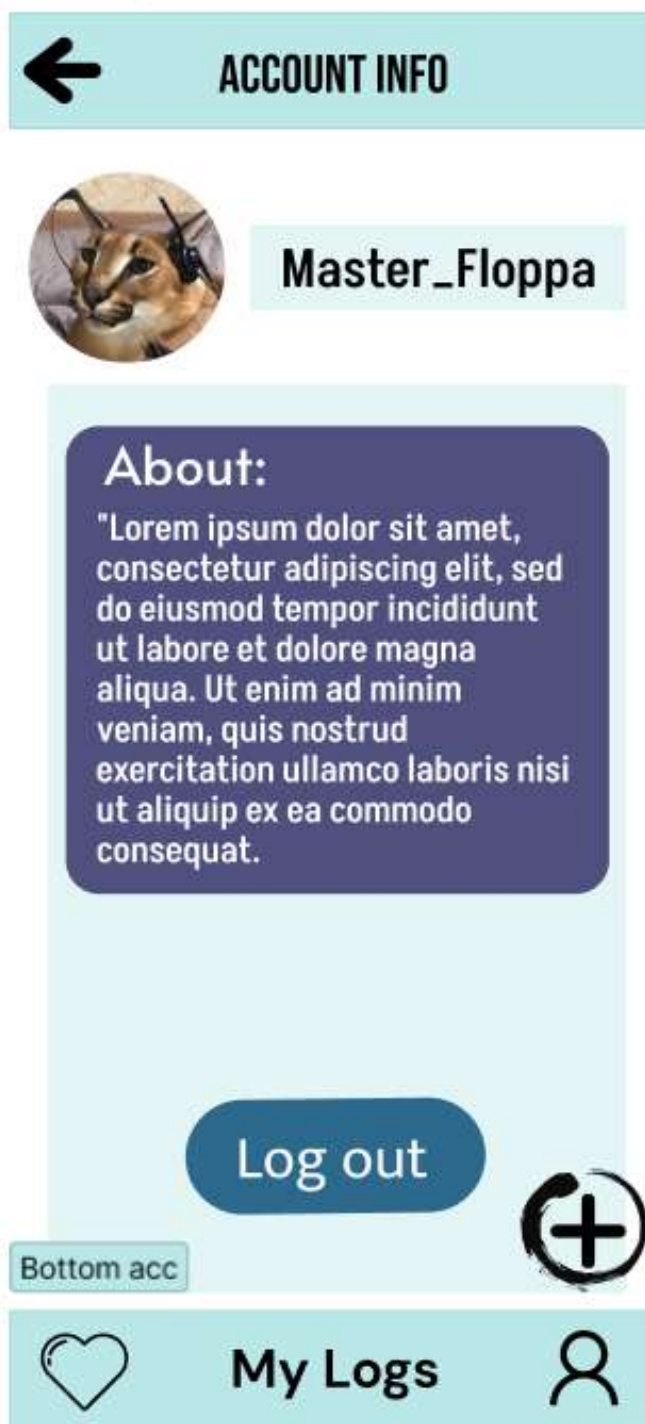 ACCOUNT INFO
Master_Floppa
About:
"Lorem ipsum dolor sit amet,
consectetur adipiscing elit, sed
do eiusmod tempor incididunt
ut labore et dolore magna
aliqua. Ut enim ad minim
veniam, quis nostrud
exercitation ullamco laboris nisi
ut aliquip ex ea commodo
consequat.
Log out
Bottom acc
My Logs